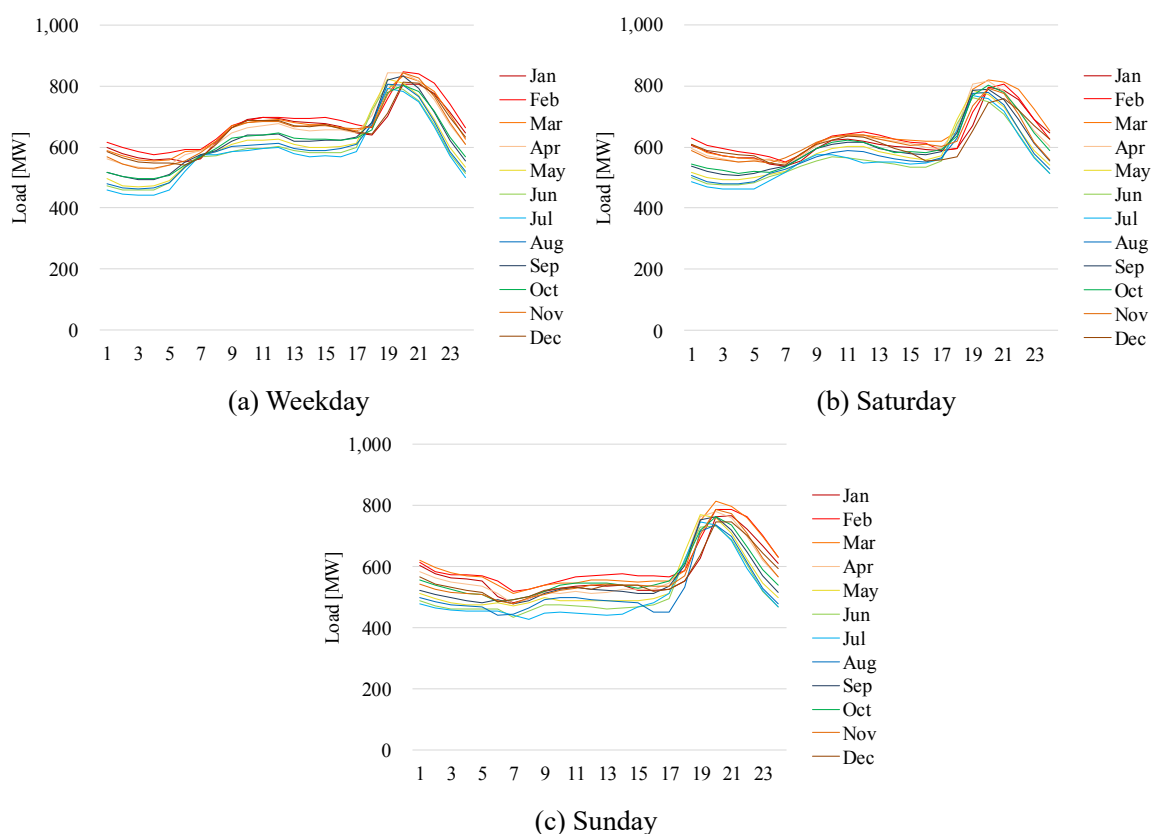 1,000
800
600
400
200
0
Load [MW]
1 3 5 7 9 11 13 15 17 19 21 23
Jan
Feb
Mar
Apr
May
Jun
Jul
Aug
Sep
Oct
Nov
Dec
(a) Weekday
1,000
800
600
400
200
0
Load [MW]
1 3 5 7 9 11 13 15 17 19 21 23
Jan
Feb
Mar
Apr
May
Jun
Jul
Aug
Sep
Oct
Nov
Dec
(b) Saturday
1,000
800
600
400
200
0
Load [MW]
1 3 5 7 9 11 13 15 17 19 21 23
Jan
Feb
Mar
Apr
May
Jun
Jul
Aug
Sep
Oct
Nov
Dec
(c) Sunday